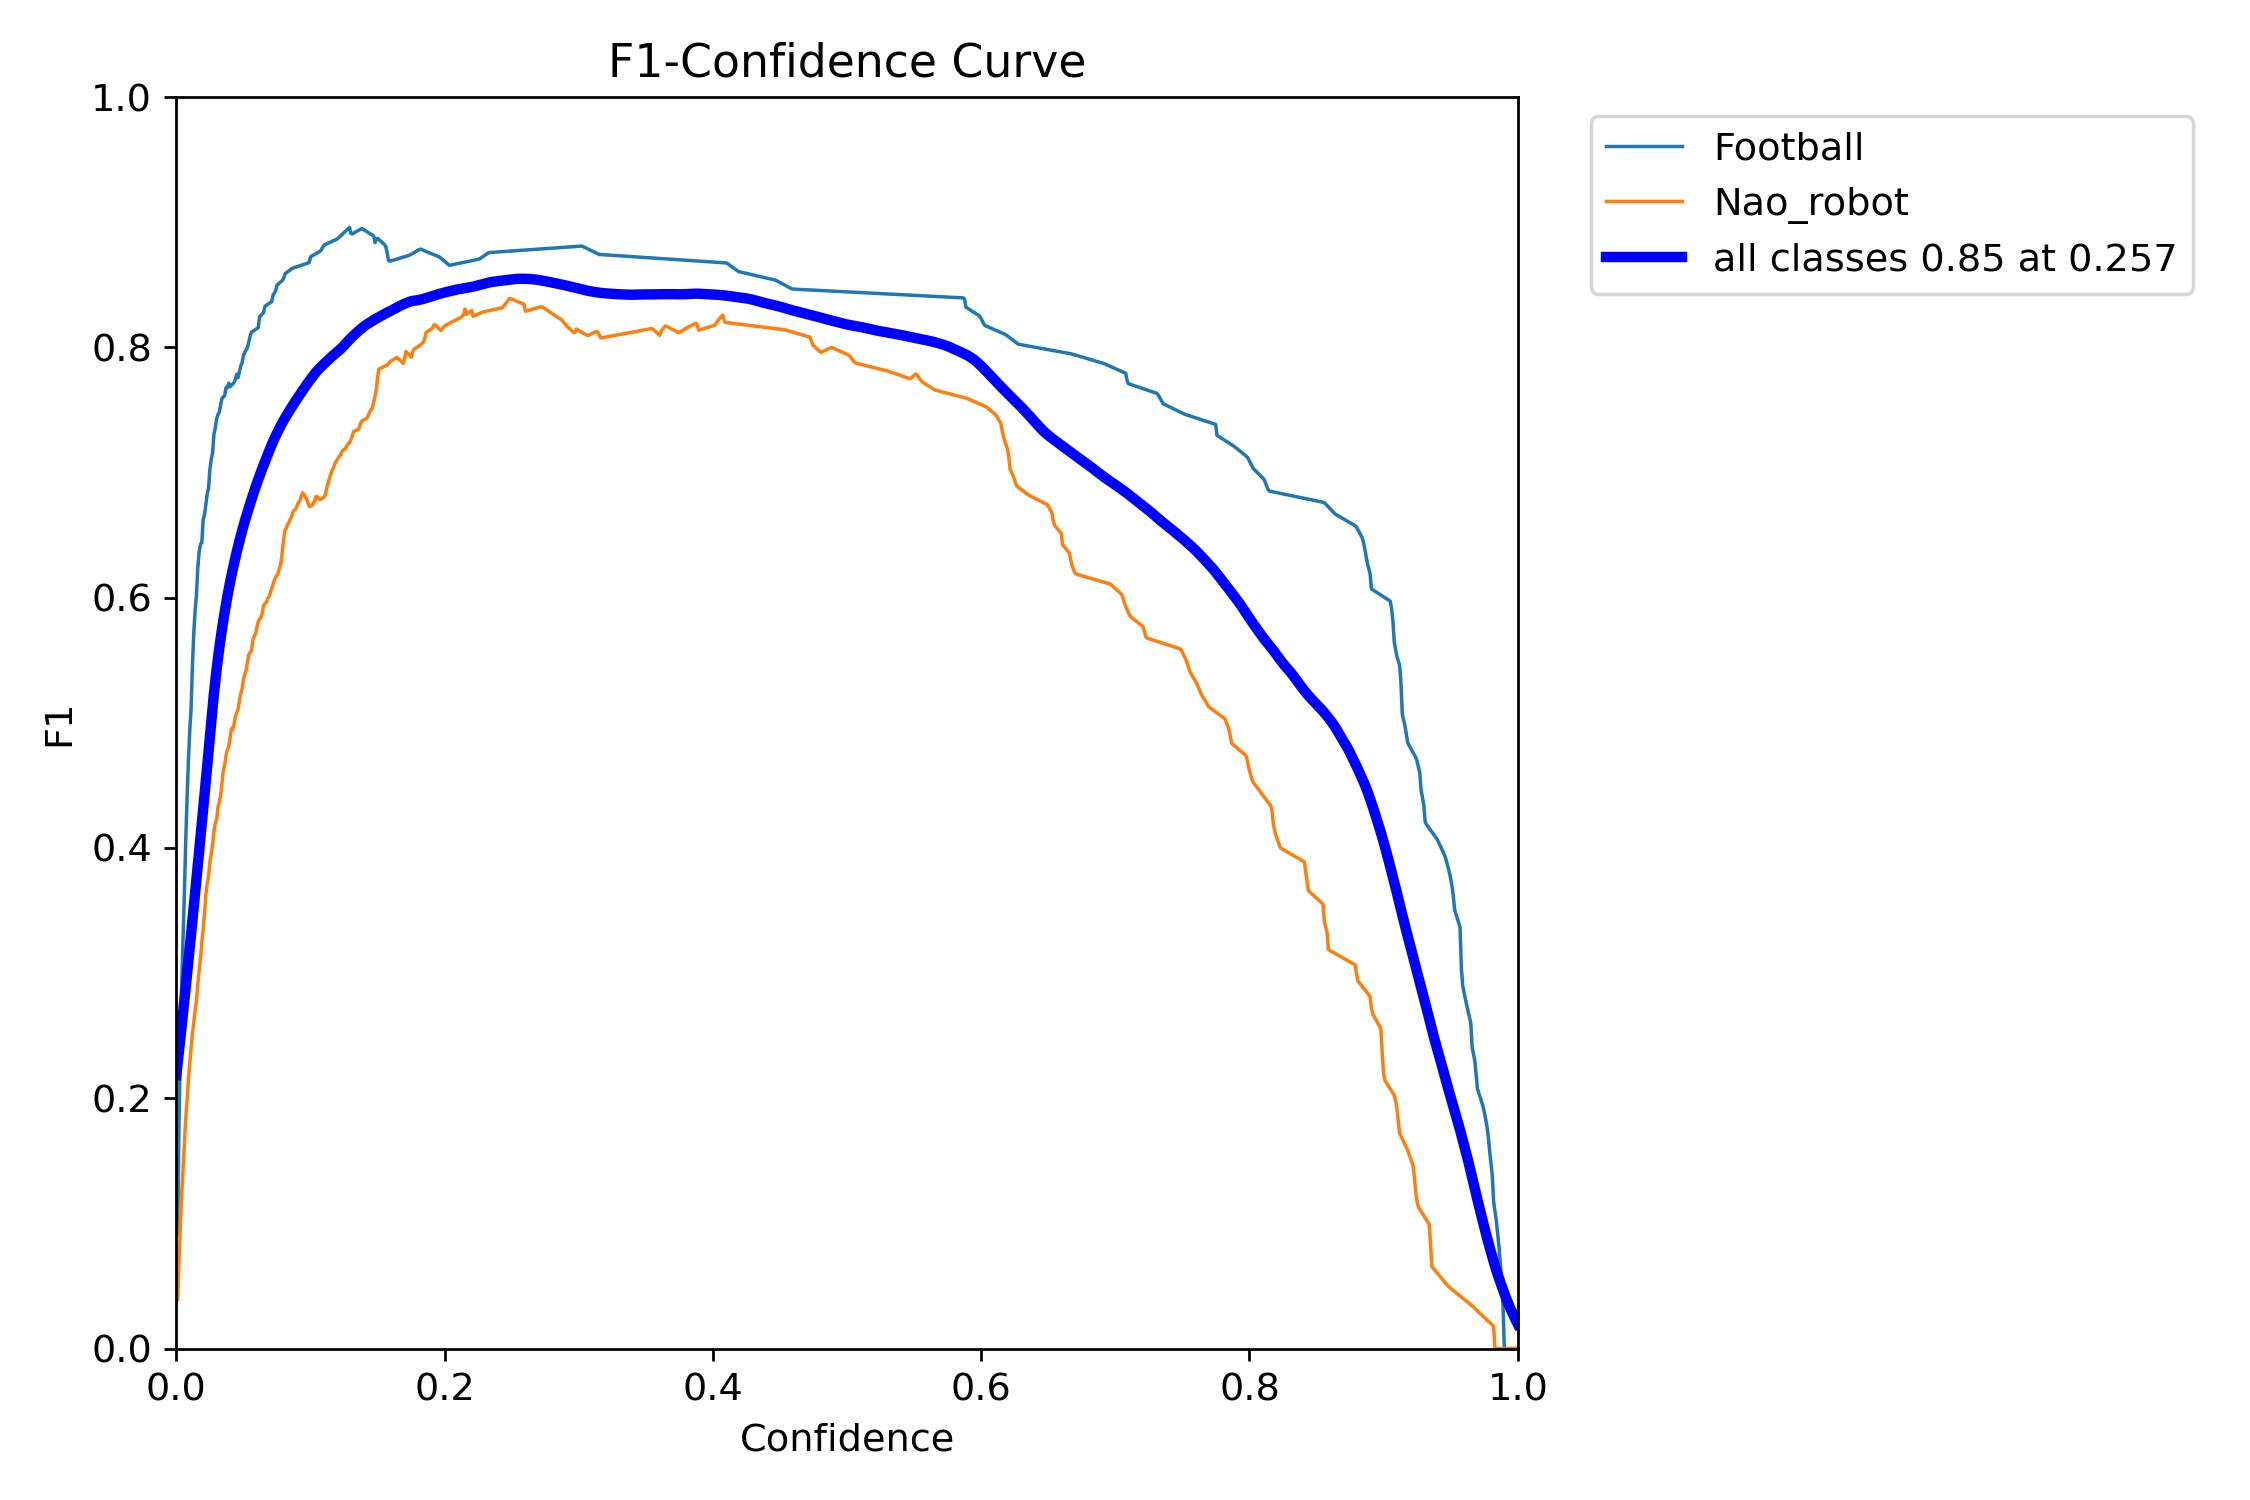 F1-Confidence Curve
1.0
0.8
0.6
0.4
0.2
0.0
F1
0.0 0.2 0.4 0.6 0.8 1.0
Confidence
Football
Nao_robot
all classes 0.85 at 0.257